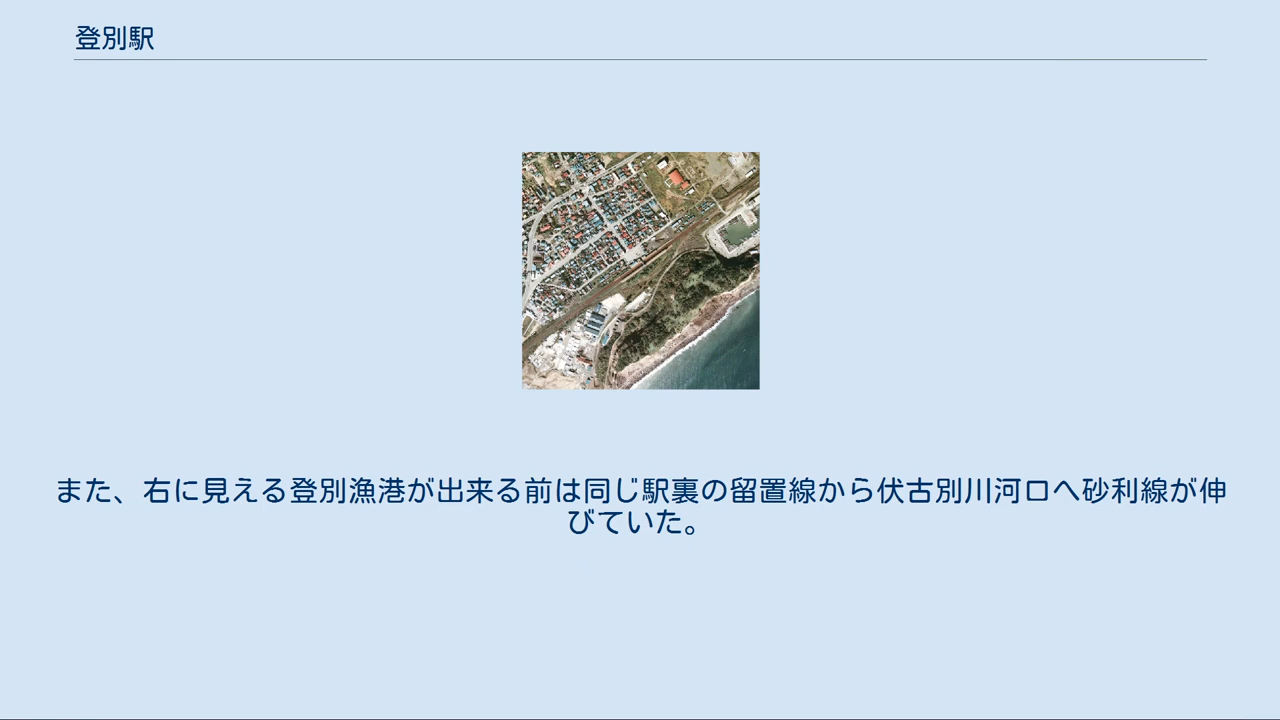 登別駅
また、右に見える登別漁港が出来る前は同じ駅裏の留置線から伏古別川河口へ砂利線が伸
びていた。